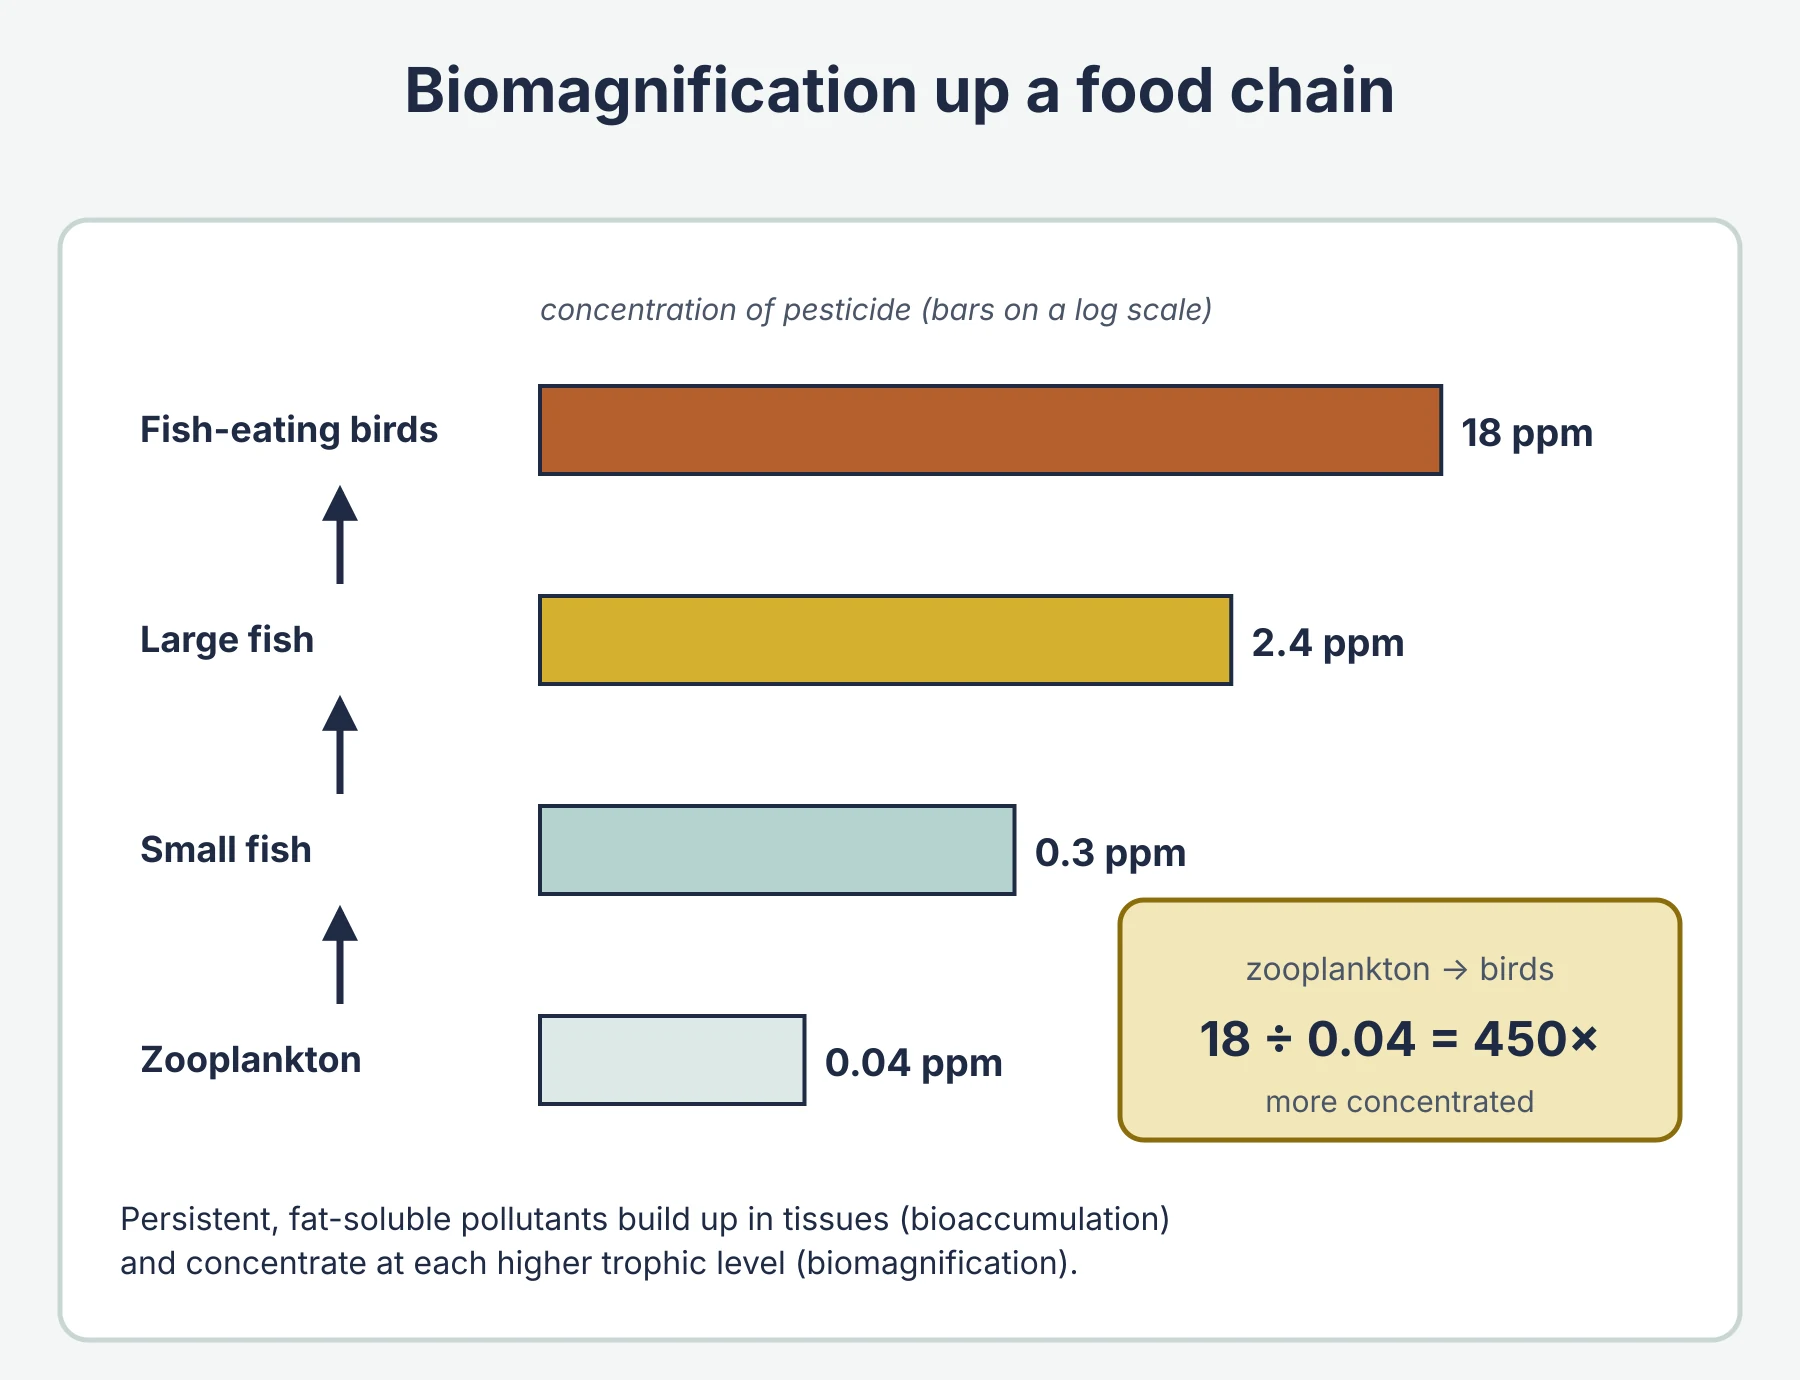 Biomagnification up a food chain
concentration of pesticide (bars on a log scale)
Fish-eating birds
18 ppm
Large fish
2.4 ppm
Small fish
0.3 ppm
Zooplankton
0.04 ppm
zooplankton → birds
18 ÷ 0.04 = 450×
more concentrated
Persistent, fat-soluble pollutants build up in tissues (bioaccumulation)
and concentrate at each higher trophic level (biomagnification).